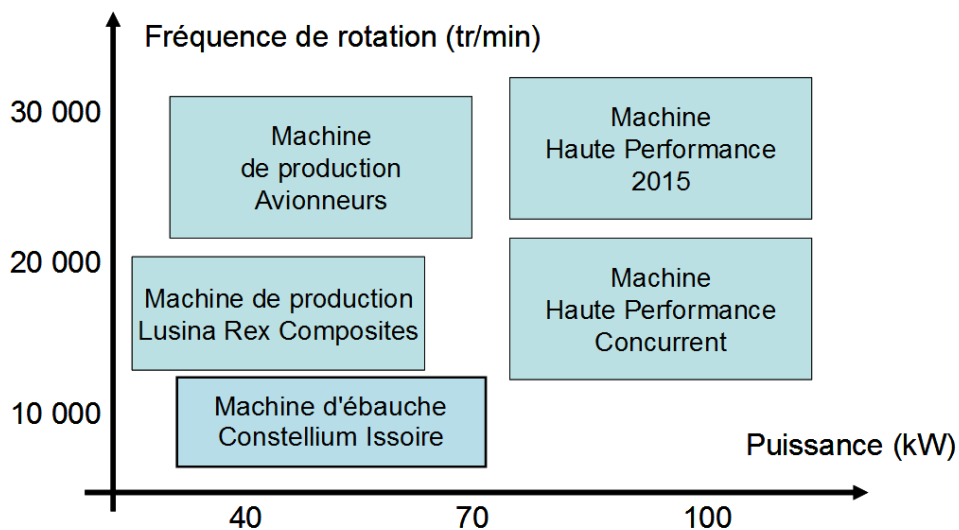 Fréquence de rotation (tr/min)
30 000
Machine
de production
Avionneurs
Machine
Haute Performance
2015
20 000
Machine de production
Lusina Rex Composites
Machine
Haute Performance
Concurrent
10 000
Machine d'ébauche
Constellium Issoire
Puissance (kW)
40
70
100